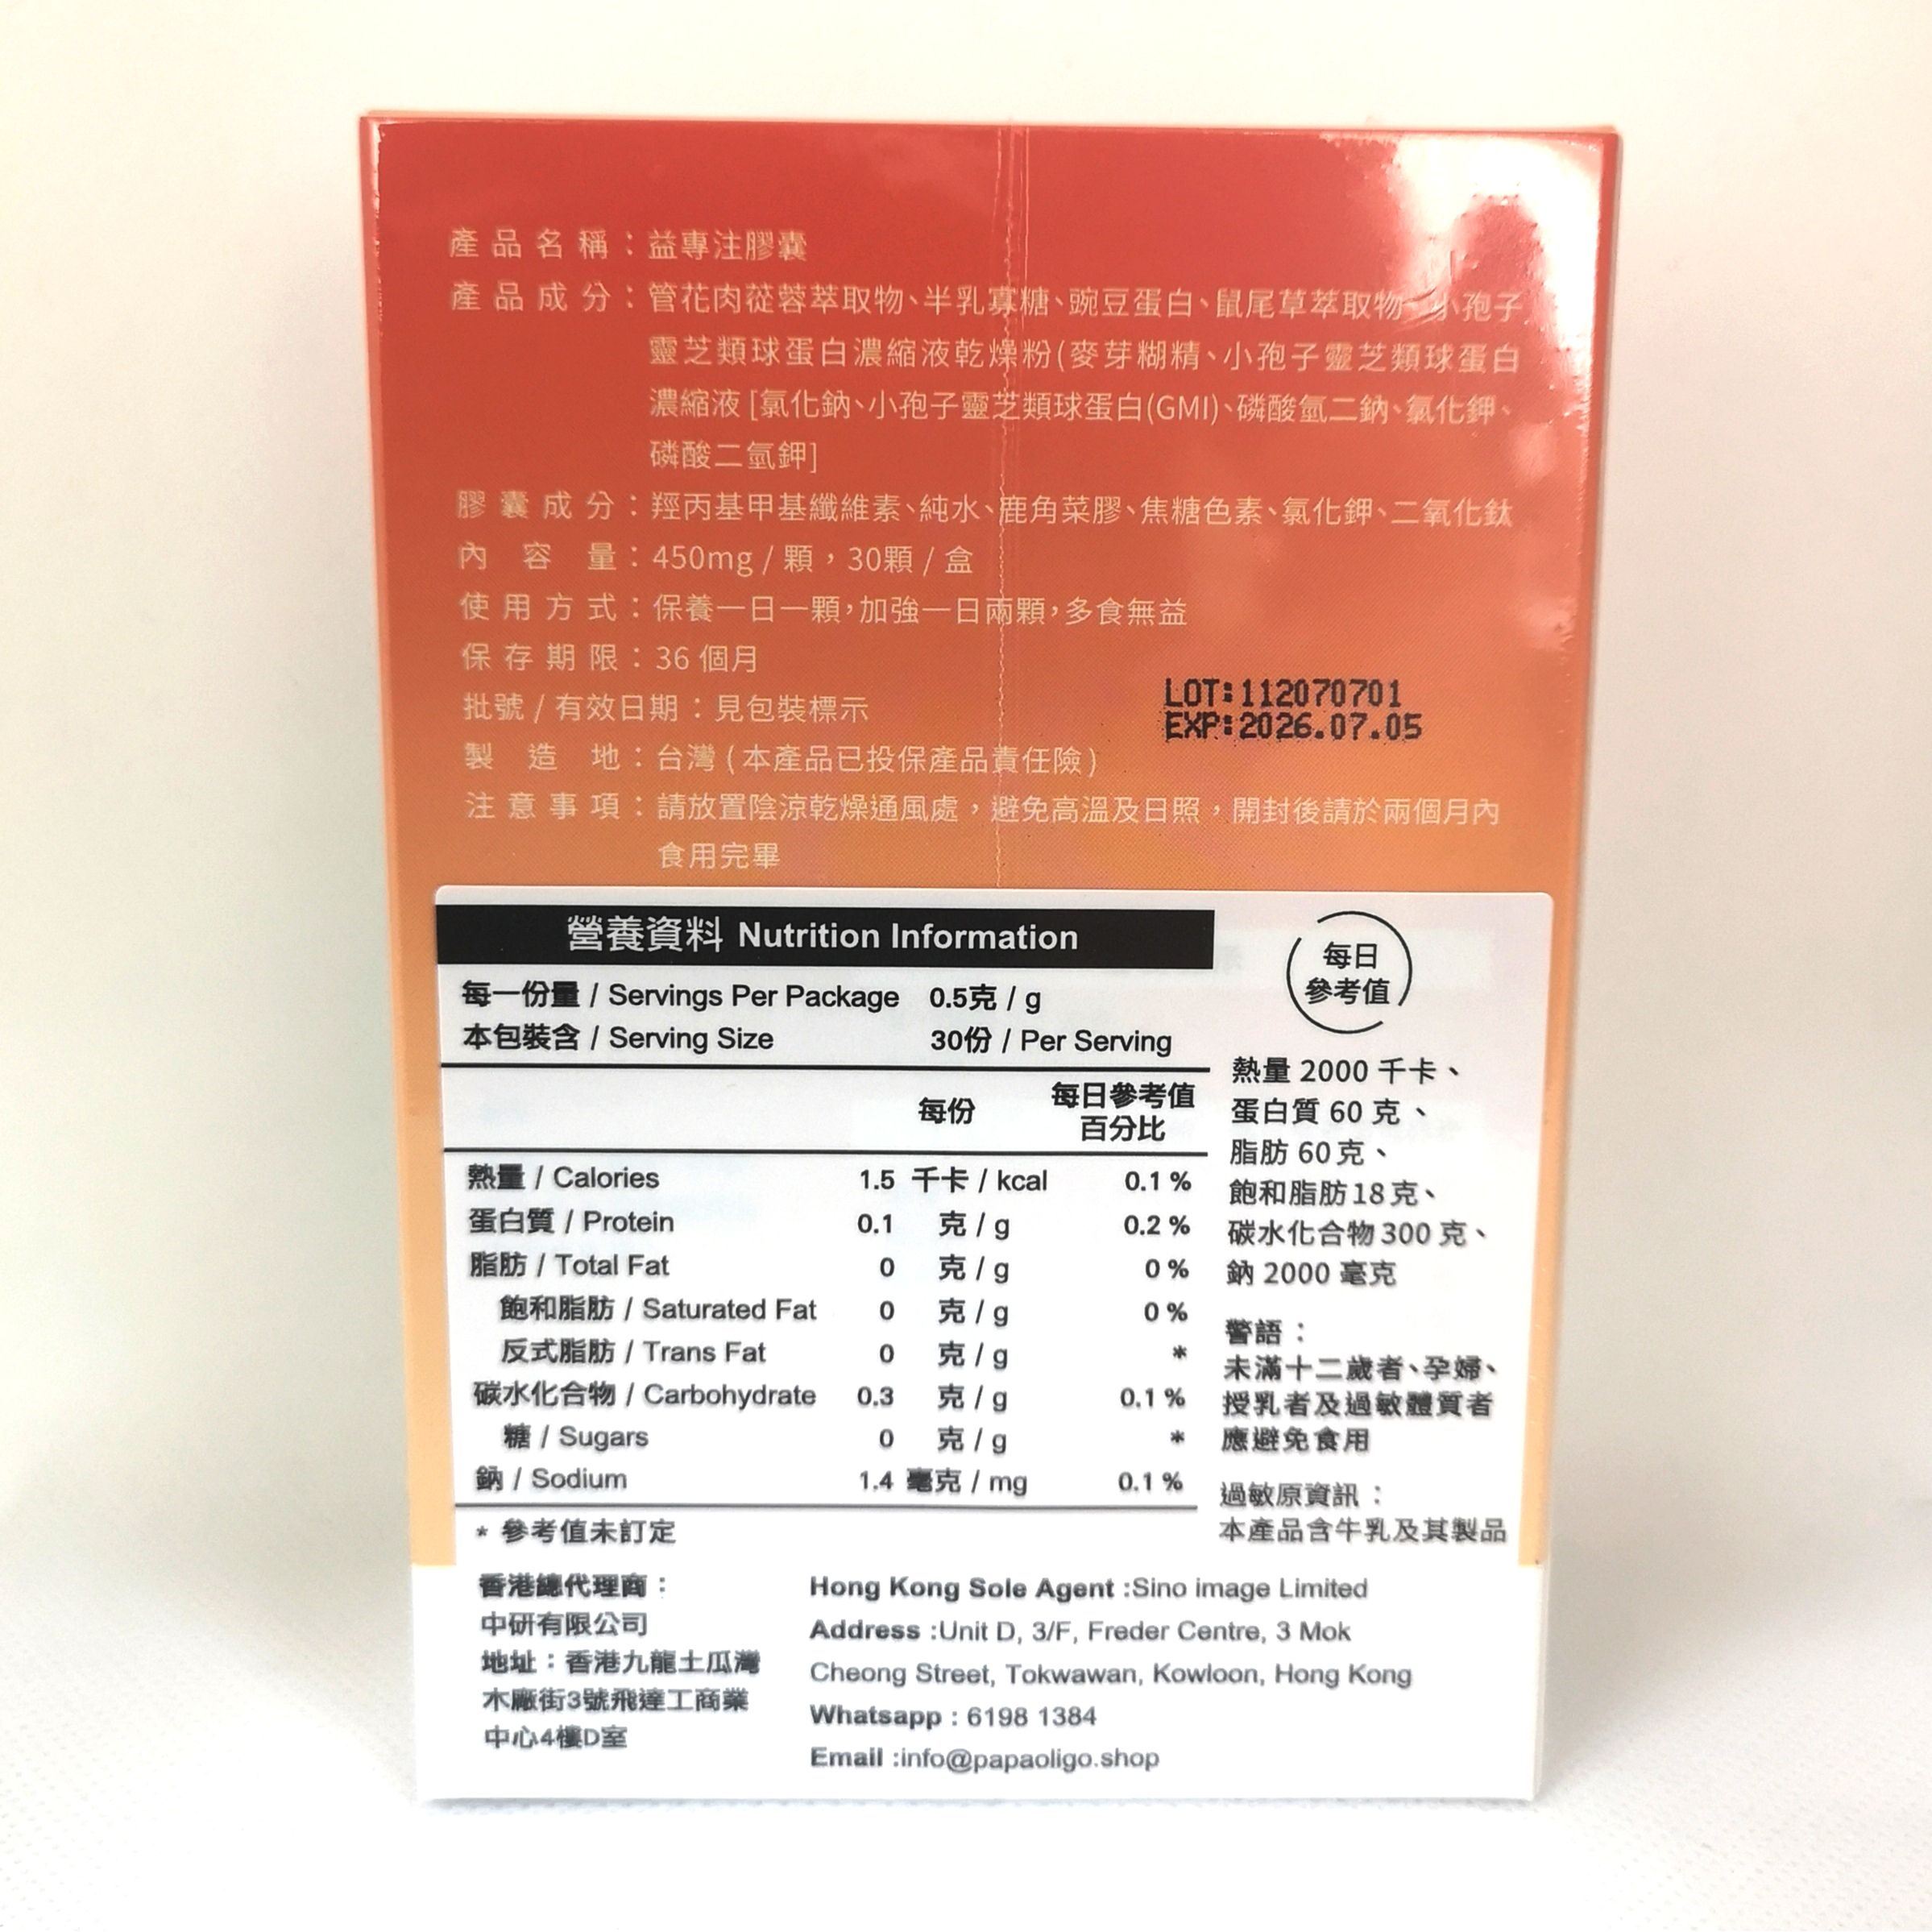 產品名稱：益專注膠囊
產品成分：管花肉蓯蓉萃取物、半乳寡糖、豌豆蛋白、鼠尾草萃取物、小孢子
靈芝類球蛋白濃縮液乾燥粉(麥芽糊精、小孢子靈芝類球蛋白
濃縮液[氯化鈉、小孢子靈芝類球蛋白(GMI)、磷酸氫二鈉、氯化鉀、
磷酸二氫鉀]
膠囊成分：羥丙基甲基纖維素、純水、鹿角菜膠、焦糖色素、氯化鉀、二氧化鈦
內容量：450mg / 顆，30顆 / 盒
使用方式：保養一日一顆，加強一日兩顆，多食無益
保存期限：36 個月
批號 / 有效日期：見包裝標示
LOT:112070701
EXP:2026.07.05
製造地：台灣 ( 本產品已投保產品責任險 )
注意事項：請放置陰涼乾燥通風處，避免高溫及日照，開封後請於兩個月內
食用完畢
營養資料 Nutrition Information
每一份量 / Servings Per Package 0.5克 / g
本包裝含 / Serving Size 30份 / Per Serving
每份 每日參考值
百分比
熱量 / Calories 1.5 千卡 / kcal 0.1 %
蛋白質 / Protein 0.1 克 / g 0.2 %
脂肪 / Total Fat 0 克 / g 0 %
飽和脂肪 / Saturated Fat 0 克 / g 0 %
反式脂肪 / Trans Fat 0 克 / g *
碳水化合物 / Carbohydrate 0.3 克 / g 0.1 %
糖 / Sugars 0 克 / g *
鈉 / Sodium 1.4 毫克 / mg 0.1 %
* 參考值未訂定
每日
參考值
熱量 2000 千卡、
蛋白質 60 克、
脂肪 60 克、
飽和脂肪 18 克、
碳水化合物 300 克、
鈉 2000 毫克
警語：
未滿十二歲者、孕婦、
授乳者及過敏體質者
應避免食用
過敏原資訊：
本產品含牛乳及其製品
香港總代理商：
中研有限公司
地址：香港九龍土瓜灣
木廠街3號飛達工商業
中心4樓D室
Hong Kong Sole Agent :Sino image Limited
Address :Unit D, 3/F, Freder Centre, 3 Mok
Cheong Street, Tokwawan, Kowloon, Hong Kong
Whatsapp : 6198 1384
Email :info@papaoligo.shop